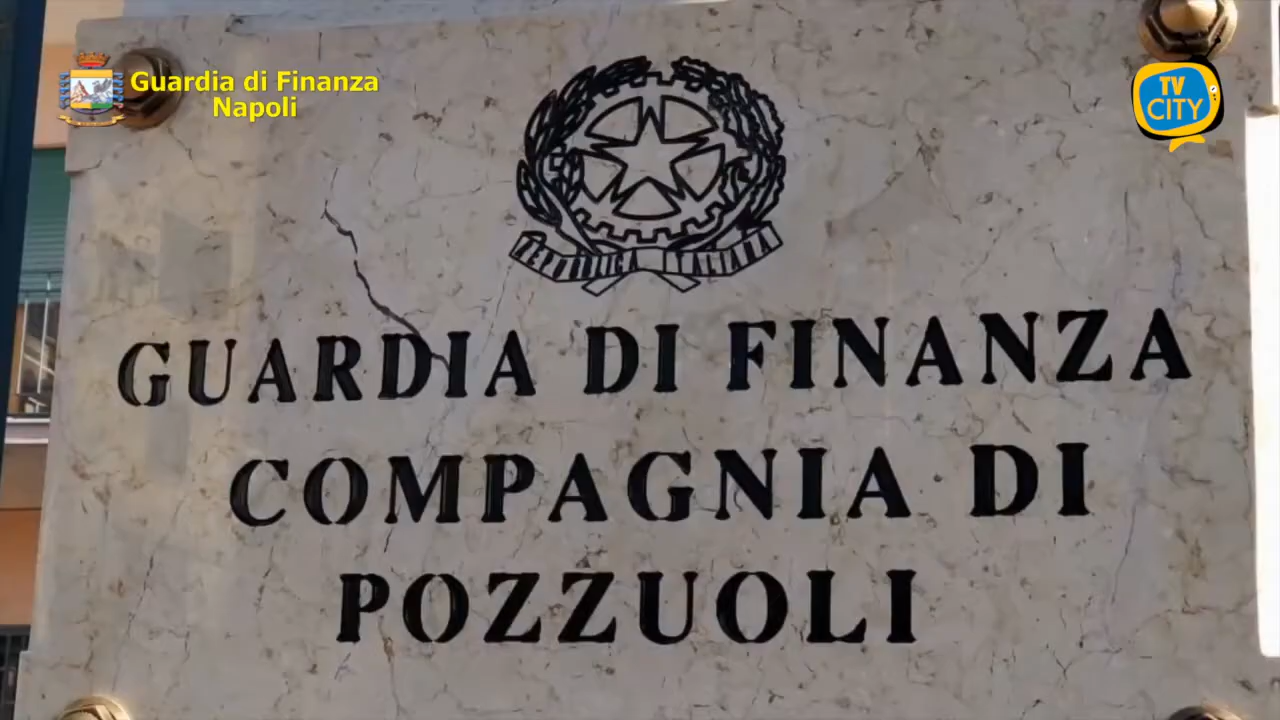 Guardia di Finanza
Napoli
TV
CITY
REPUBBLICA ITALIANA
GUARDIA DI FINANZA
COMPAGNIA DI
POZZUOLI